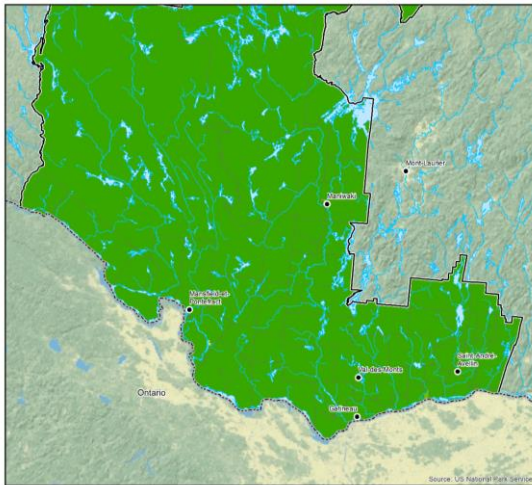 Mont-Laurier
Maniwaki
Mansfield-et-
Pontefract
Saint-André-
Avellin
Val-des-Monts
Ontario
Gatineau
Source: US National Park Service